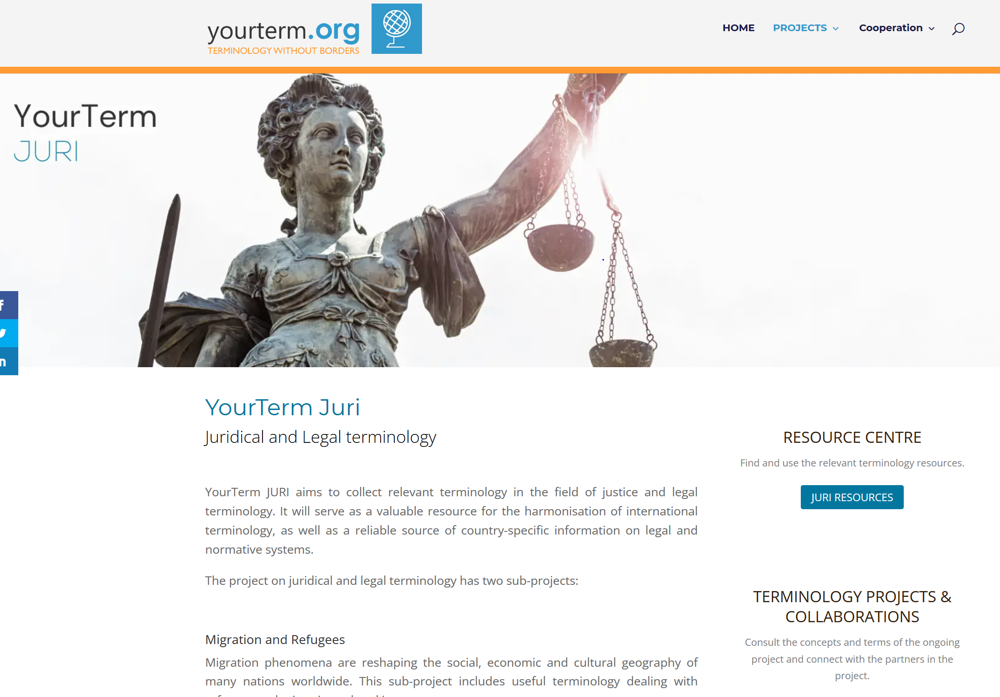 yourterm.org
TERMINOLOGY WITHOUT BORDERS
HOME PROJECTS Cooperation
YourTerm
JURI
f
n
YourTerm Juri
Juridical and Legal terminology
YourTerm JURI aims to collect relevant terminology in the field of justice and legal
terminology. It will serve as a valuable resource for the harmonisation of international
terminology, as well as a reliable source of country-specific information on legal and
normative systems.
The project on juridical and legal terminology has two sub-projects:
Migration and Refugees
Migration phenomena are reshaping the social, economic and cultural geography of
many nations worldwide. This sub-project includes useful terminology dealing with
RESOURCE CENTRE
Find and use the relevant terminology resources.
JURI RESOURCES
TERMINOLOGY PROJECTS &
COLLABORATIONS
Consult the concepts and terms of the ongoing
project and connect with the partners in the
project.